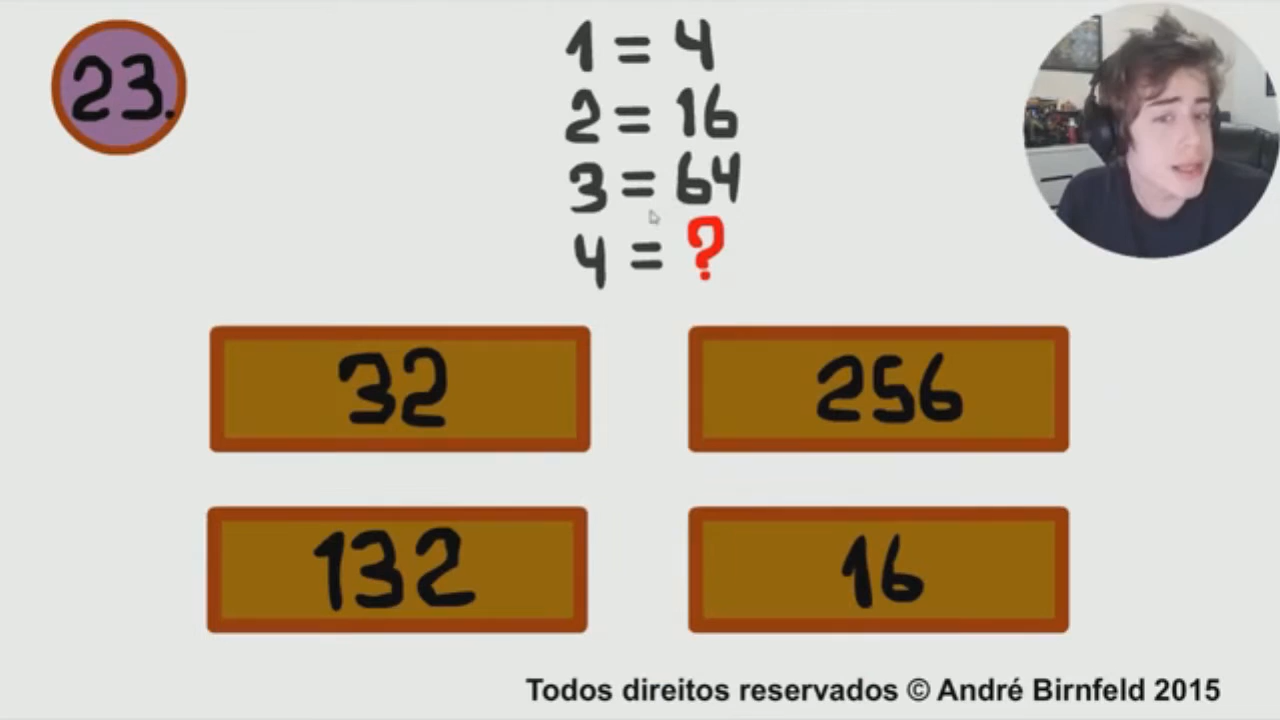 23.
1 = 4
2 = 16
3 = 64
4 = ?
32
256
132
16
Todos direitos reservados © André Birnfeld 2015